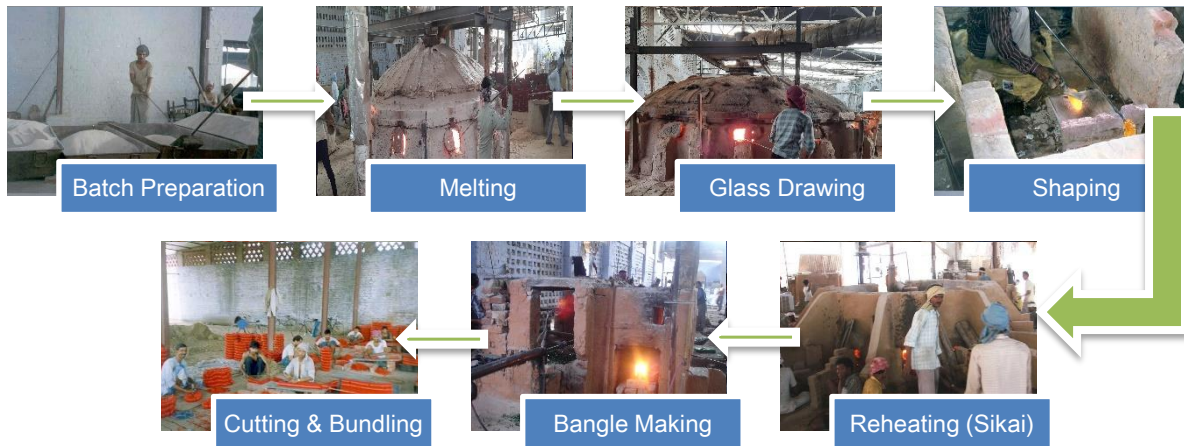 Batch Preparation
Melting
Glass Drawing
Shaping
Reheating (Sikai)
Bangle Making
Cutting & Bundling